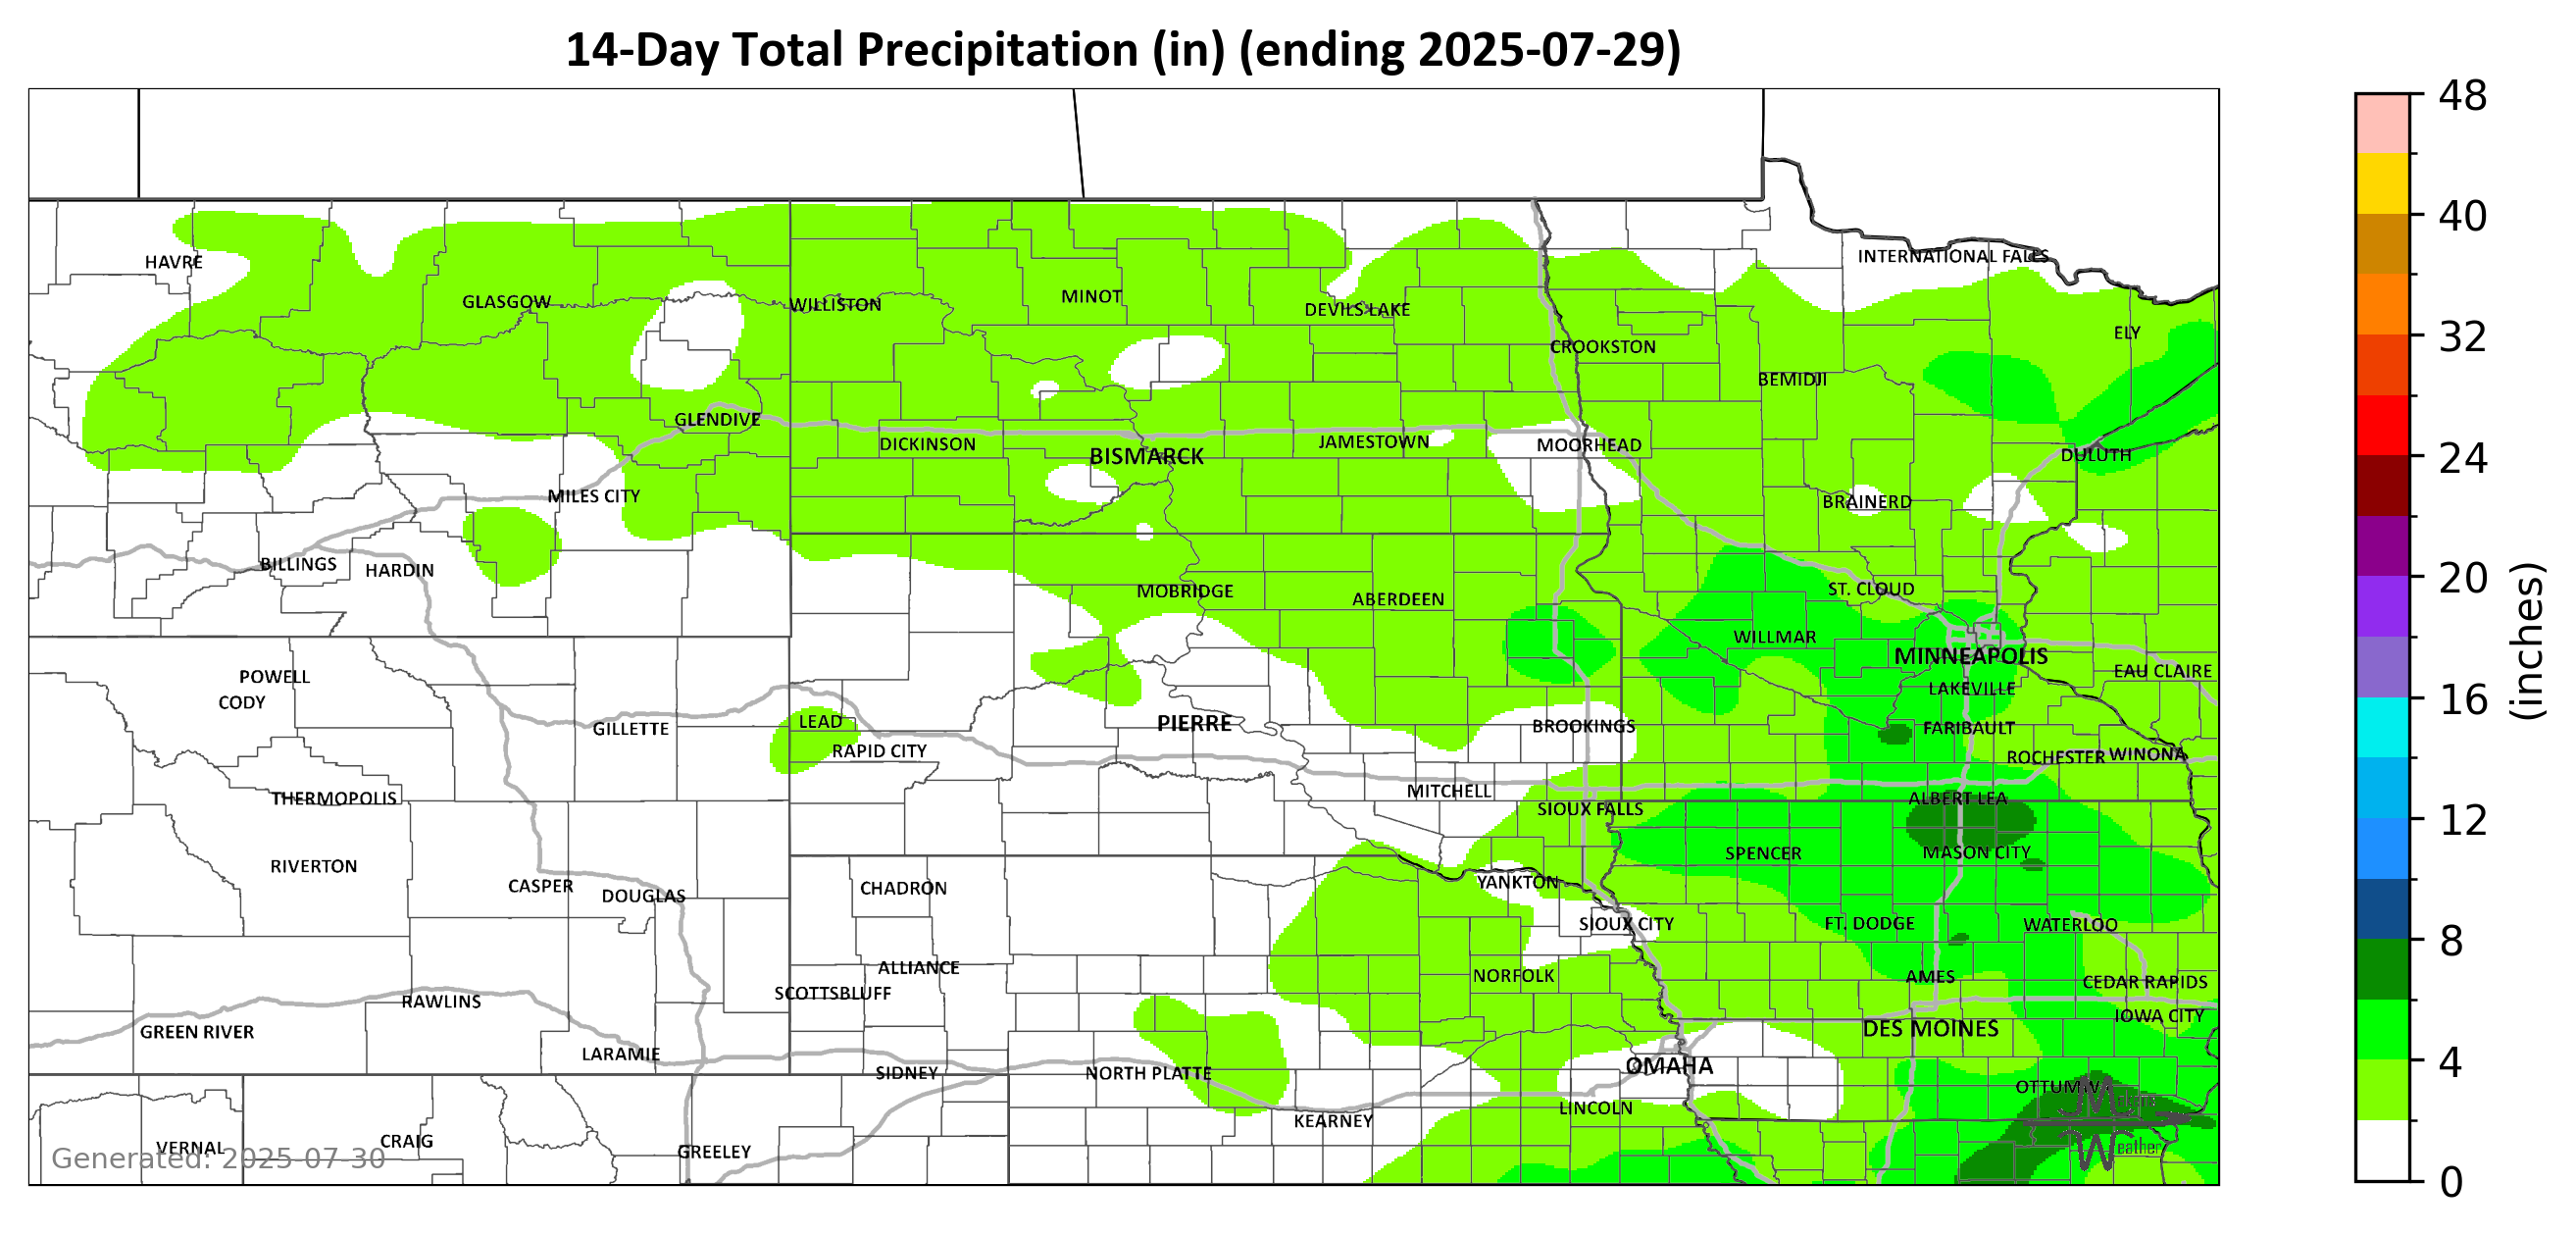 14-Day Total Precipitation (in) (ending 2025-07-29)
48
40
32
24
20
16
12
8
4
0
(inches)
INTERNATIONAL FALLS
HAVRE
MINOT
GLASGOW
WILLISTON
DEVILS LAKE
ELY
CROOKSTON
BEMIDJI
GLENDIVE
DICKINSON
JAMESTOWN
MOORHEAD
BISMARCK
DULUTH
MILES CITY
BRAINERD
BILLINGS
HARDIN
MOBRIDGE
ABERDEEN
ST. CLOUD
WILLMAR
MINNEAPOLIS
POWELL
EAU CLAIRE
CODY
LAKEVILLE
GILLETTE
LEAD
PIERRE
BROOKINGS
FARIBAULT
RAPID CITY
ROCHESTER
WINONA
THERMOPOLIS
MITCHELL
SIOUX FALLS
ALBERT LEA
RIVERTON
SPENCER
MASON CITY
CASPER
DOUGLAS
CHADRON
YANKTON
SIOUX CITY
FT. DODGE
WATERLOO
ALLIANCE
NORFOLK
AMES
CEDAR RAPIDS
RAWLINS
SCOTTSBLUFF
IOWA CITY
GREEN RIVER
DES MOINES
LARAMIE
SIDNEY
NORTH PLATTE
OMAHA
LINCOLN
KEARNEY
VERNAL
CRAIG
GREELEY
Generated: 2025-07-30
Weather